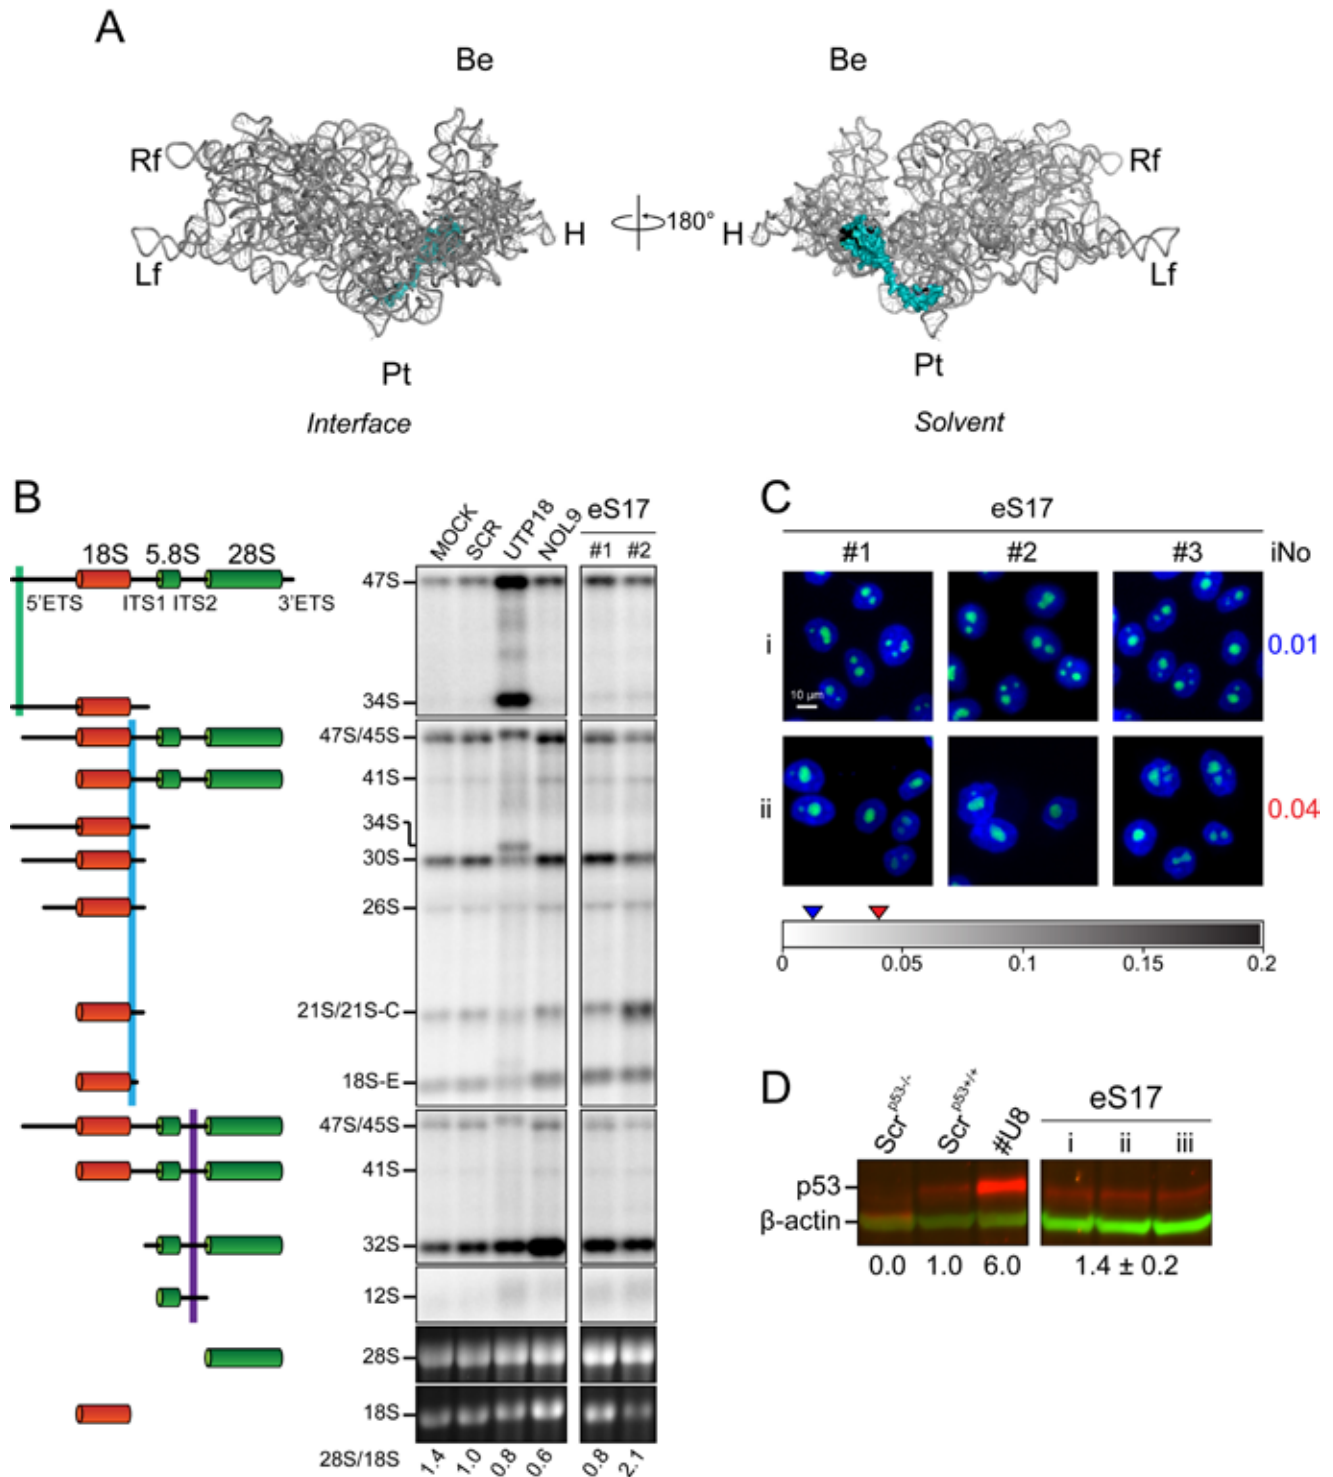 A
Be
Be
Rf
Rf
H
180°
H
Lf
Lf
Pt
Pt
Interface
Solvent
B
18S 5.8S 28S
5'ETS ITS1 ITS2 3'ETS
MOCK SCR UTP18 NOL9 eS17
#1 #2
47S
34S
47S/45S
41S
34S
30S
26S
21S/21S-C
18S-E
47S/45S
41S
32S
12S
28S
18S
28S/18S 1.4 1.0 0.8 0.6 0.8 2.1
C
eS17
#1 #2 #3 iNo
i 0.01
10 µm
ii 0.04
0 0.05 0.1 0.15 0.2
D
Scr p53-/- Scr p53+/+ #U8 eS17
i ii iii
p53
β-actin
0.0 1.0 6.0 1.4 ± 0.2